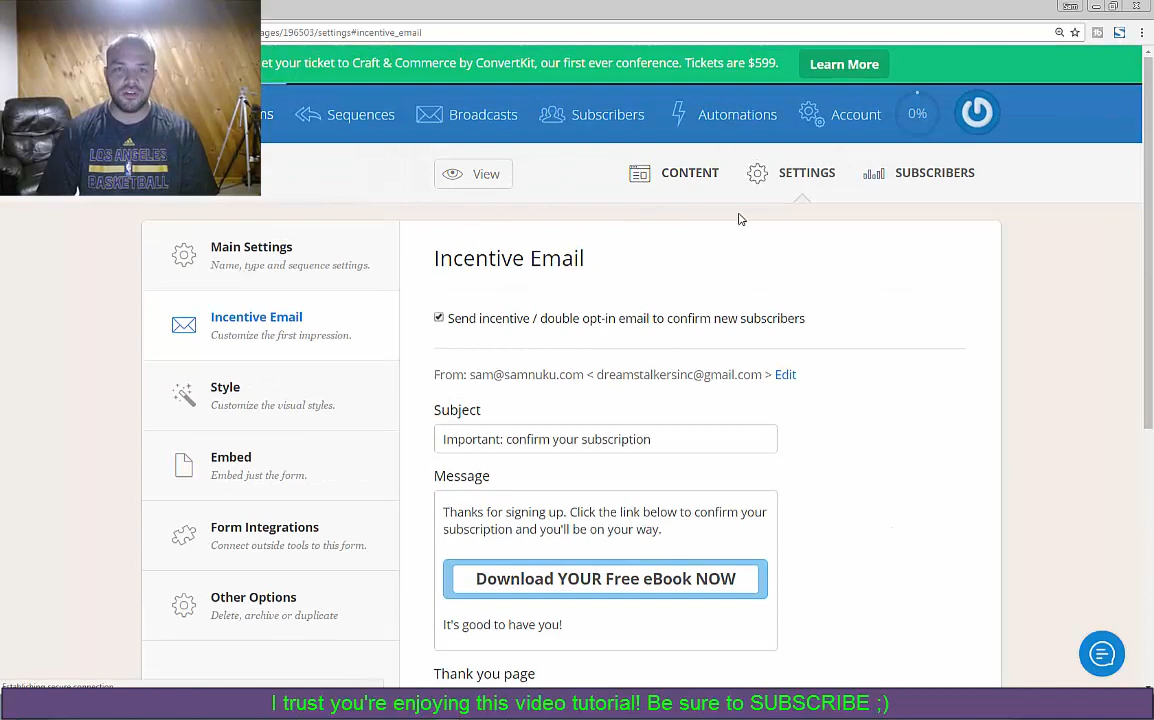 Sam
ages/196503/settings#incentive_email
et your ticket to Craft & Commerce by ConvertKit, our first ever conference. Tickets are $599.
Learn More
ns
Sequences
Broadcasts
Subscribers
Automations
Account
0%
LOS ANGELES
BASKETBALL
View
CONTENT
SETTINGS
SUBSCRIBERS
Main Settings
Name, type and sequence settings.
Incentive Email
Customize the first impression.
Style
Customize the visual styles.
Embed
Embed just the form.
Form Integrations
Connect outside tools to this form.
Other Options
Delete, archive or duplicate
Incentive Email
Send incentive / double opt-in email to confirm new subscribers
From: sam@samnuku.com < dreamstalkersinc@gmail.com > Edit
Subject
Important: confirm your subscription
Message
Thanks for signing up. Click the link below to confirm your
subscription and you'll be on your way.
Download YOUR Free eBook NOW
It's good to have you!
Thank you page
Establishing secure connection
I trust you're enjoying this video tutorial! Be sure to SUBSCRIBE ;)